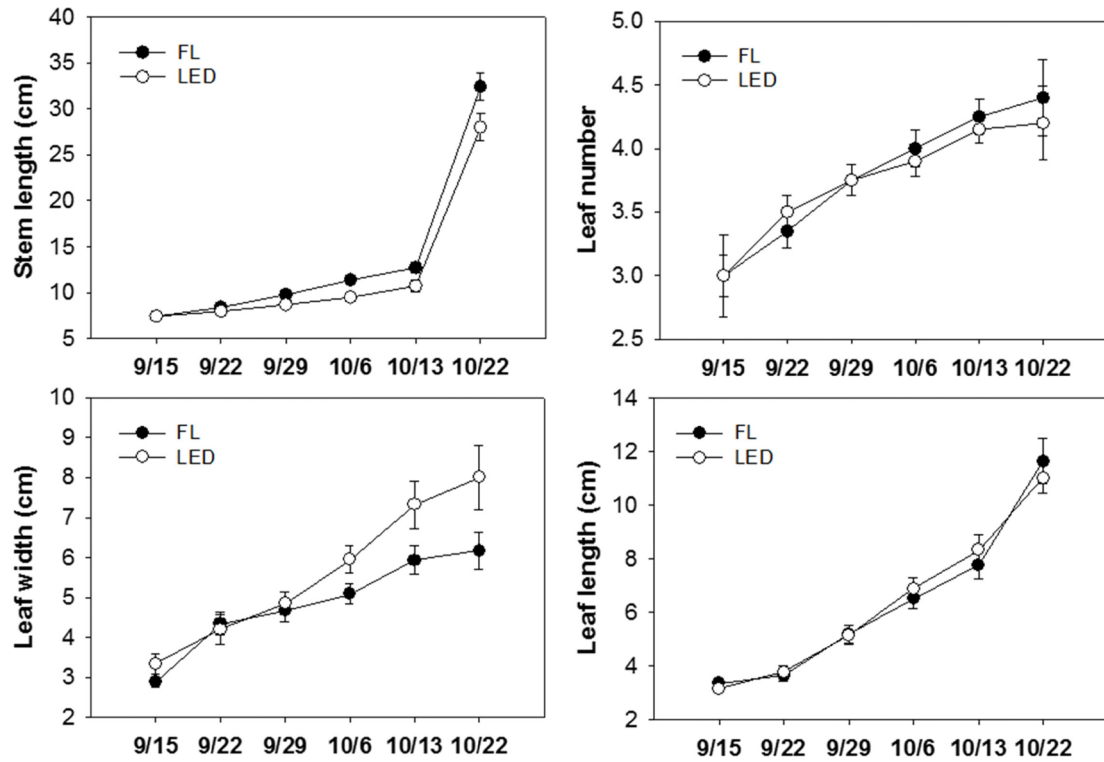 Stem length (cm)
40
35
30
25
20
15
10
5
FL
LED
9/15 9/22 9/29 10/6 10/13 10/22
Leaf number
5.0
4.5
4.0
3.5
3.0
2.5
FL
LED
9/15 9/22 9/29 10/6 10/13 10/22
Leaf width (cm)
10
9
8
7
6
5
4
3
2
FL
LED
9/15 9/22 9/29 10/6 10/13 10/22
Leaf length (cm)
14
12
10
8
6
4
2
FL
LED
9/15 9/22 9/29 10/6 10/13 10/22